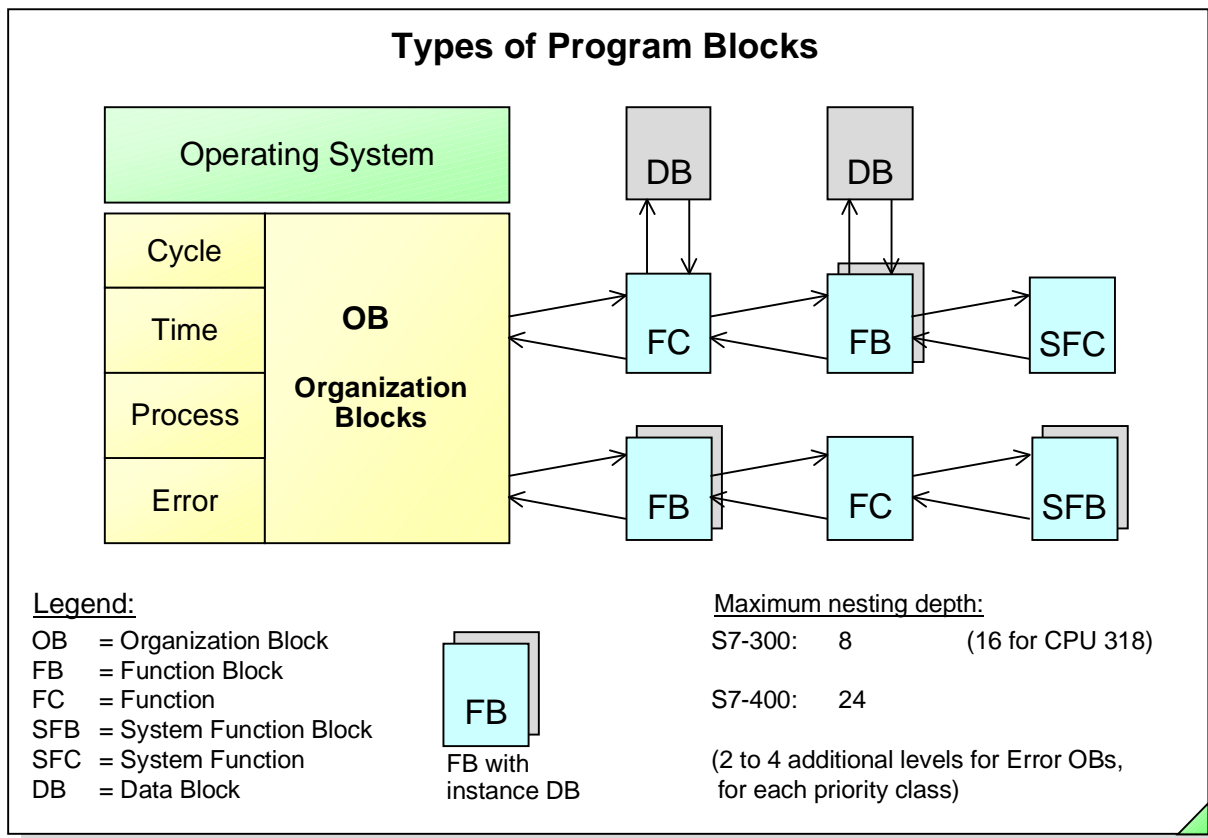 Types of Program Blocks
Operating System
Cycle
Time
Process
Error
OB
Organization
Blocks
DB
DB
FC
FB
SFC
FB
FC
SFB
Legend:
OB = Organization Block
FB = Function Block
FC = Function
SFB = System Function Block
SFC = System Function
DB = Data Block
FB
FB with
instance DB
Maximum nesting depth:
S7-300: 8 (16 for CPU 318)
S7-400: 24
(2 to 4 additional levels for Error OBs,
for each priority class)